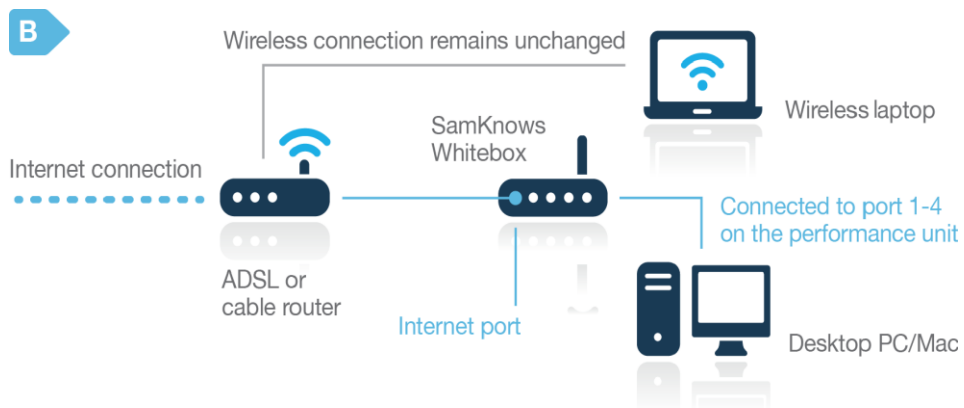 B
Wireless connection remains unchanged
Wireless laptop
SamKnows
Whitebox
Internet connection
Connected to port 1-4
on the performance unit
ADSL or
cable router
Internet port
Desktop PC/Mac